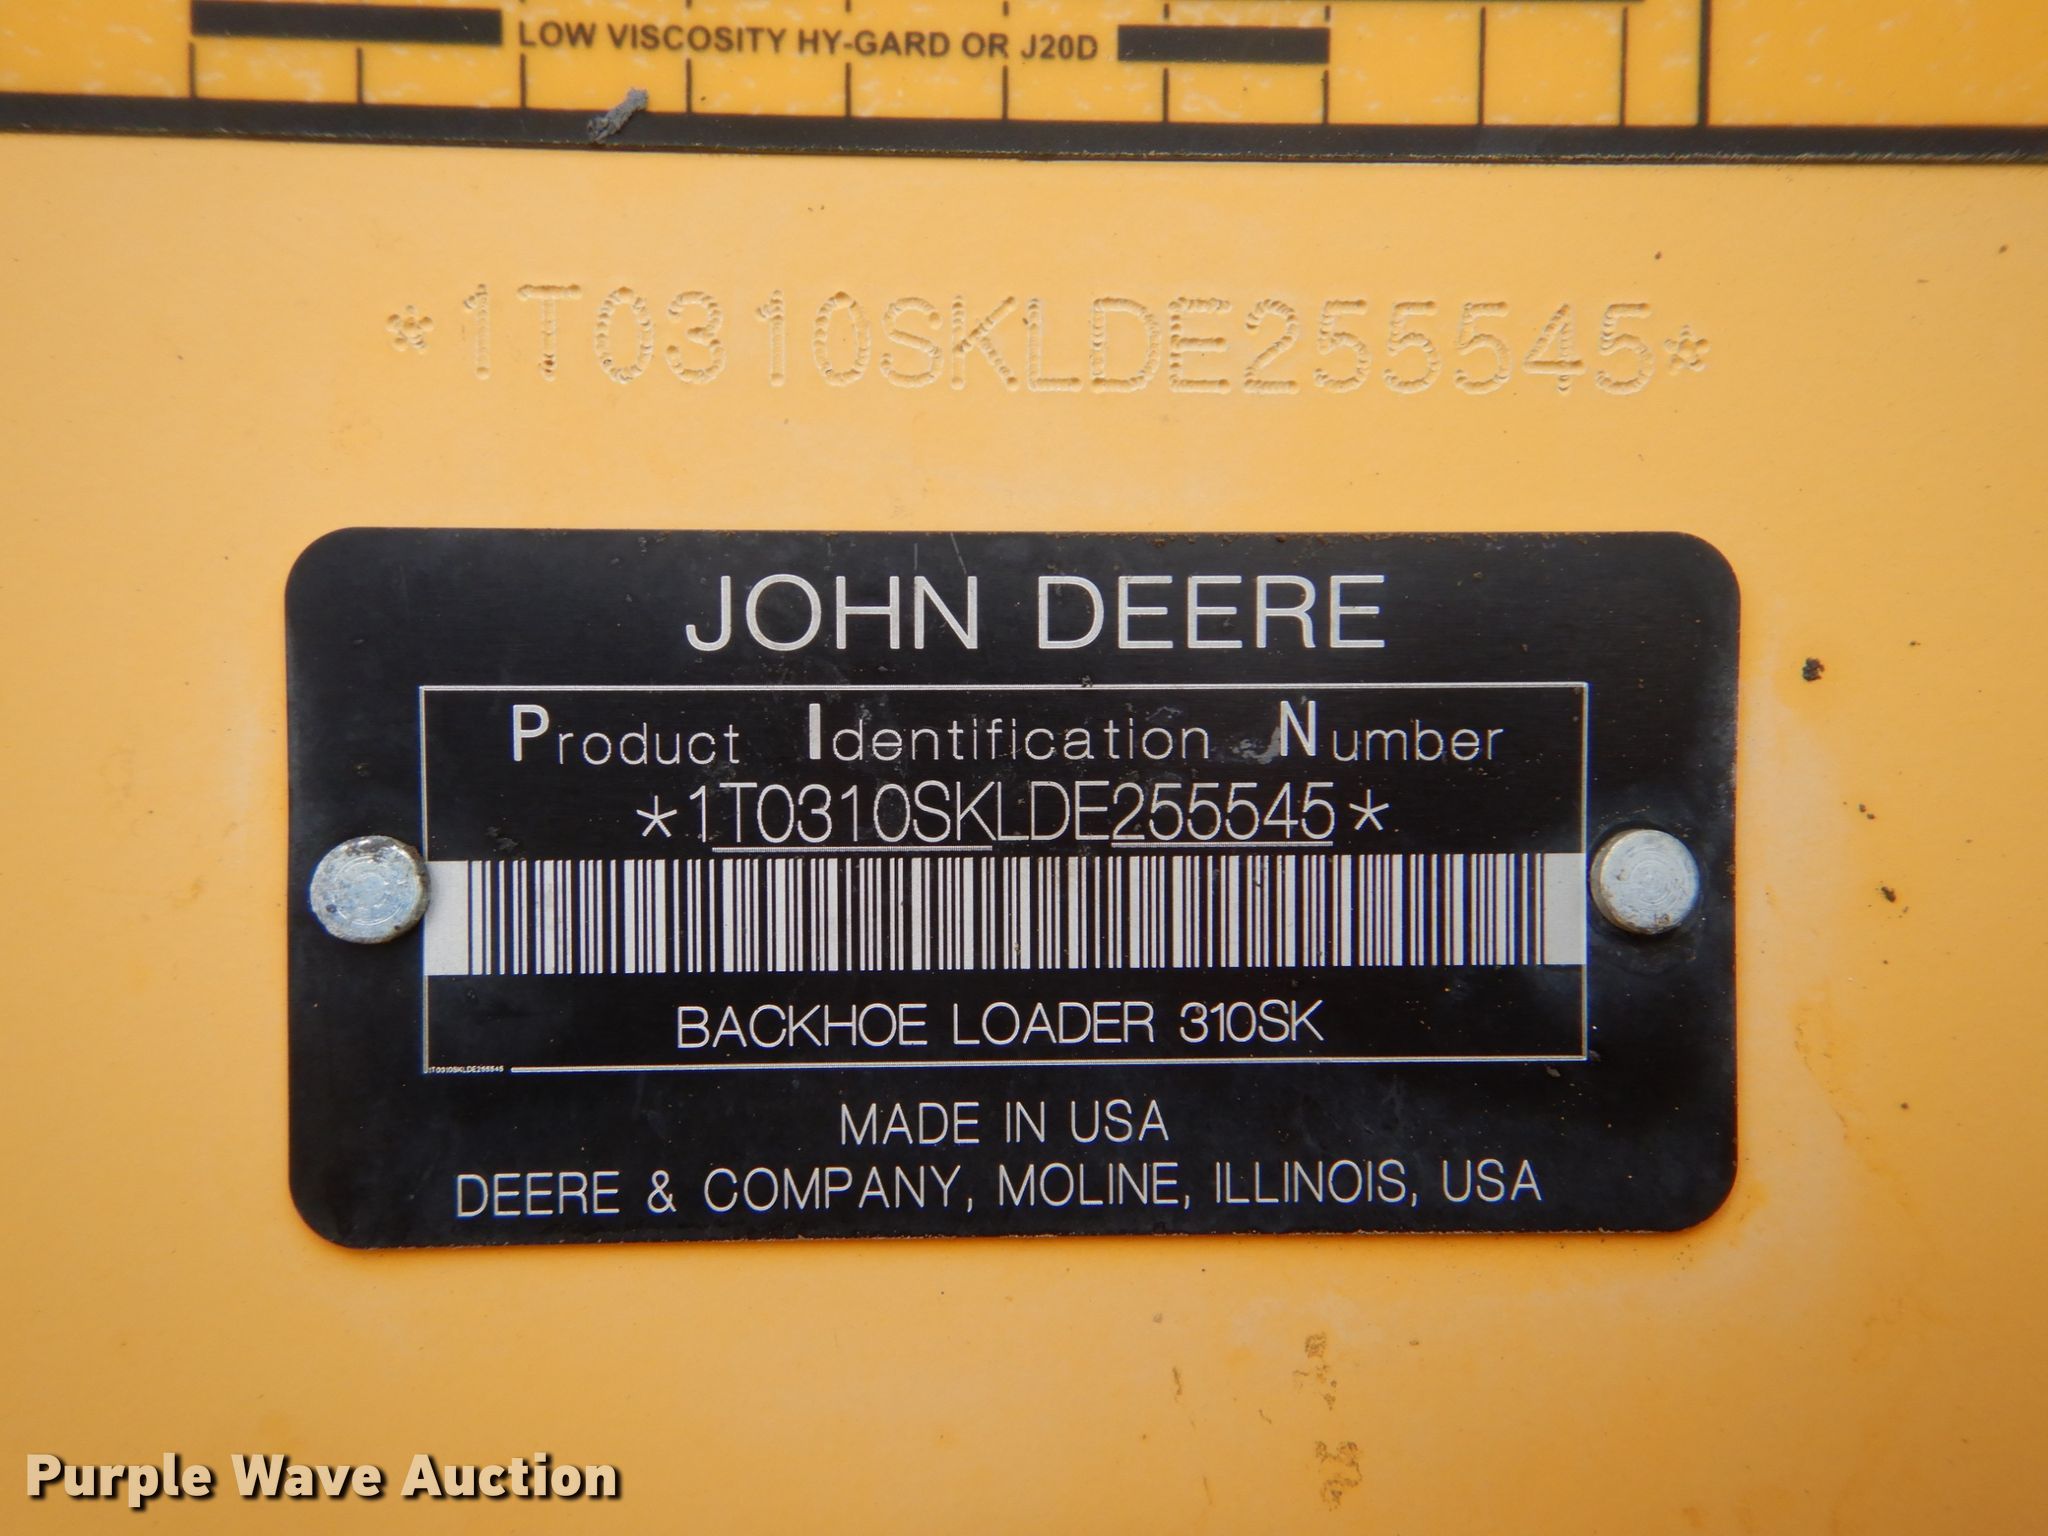 LOW VISCOSITY HY-GARD OR J20D
*1T0310SKLDE255545*
JOHN DEERE
Product Identification Number
*1T0310SKLDE255545*
BACKHOE LOADER 310SK
1T0310SKLDE255545
MADE IN USA
DEERE & COMPANY, MOLINE, ILLINOIS, USA
Purple Wave Auction